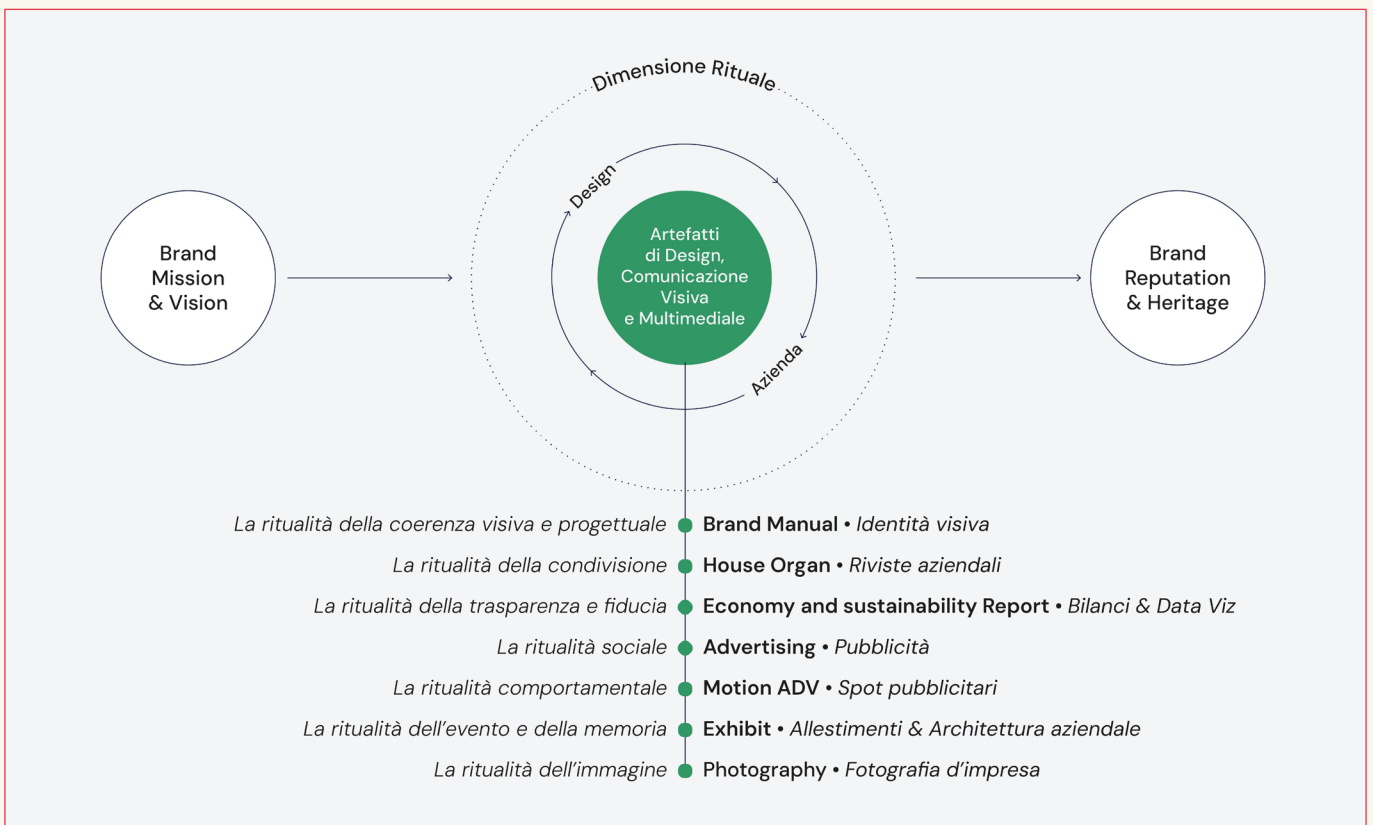 Dimensione Rituale
Design
Azienda
Brand
Mission
& Vision
Artefatti
di Design,
Comunicazione
Visiva
e Multimediale
Brand
Reputation
& Heritage
La ritualità della coerenza visiva e progettuale Brand Manual • Identità visiva
La ritualità della condivisione House Organ • Riviste aziendali
La ritualità della trasparenza e fiducia Economy and sustainability Report • Bilanci & Data Viz
La ritualità sociale Advertising • Pubblicità
La ritualità comportamentale Motion ADV • Spot pubblicitari
La ritualità dell’evento e della memoria Exhibit • Allestimenti & Architettura aziendale
La ritualità dell’immagine Photography • Fotografia d’impresa